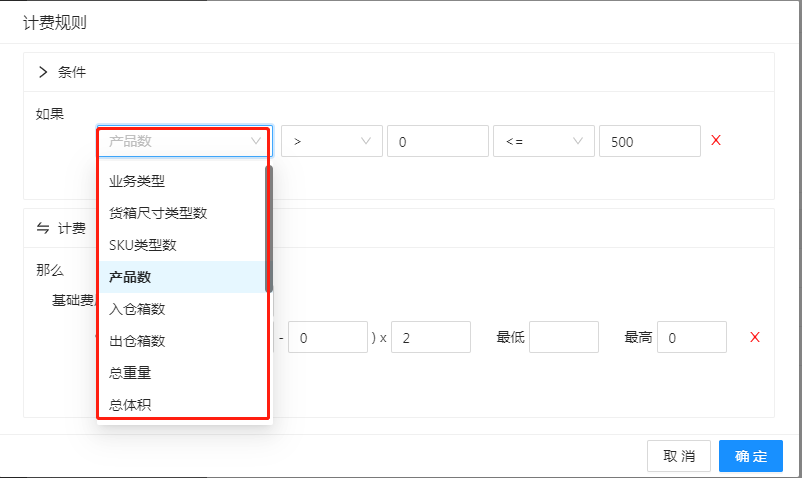 计费规则
条件
如果
产品数 > 0 <= 500 X
业务类型
货箱尺寸类型数
SKU类型数
产品数
入仓箱数
出仓箱数
总重量
总体积
计费
那么
基础费
- 0 ) x 2 最低 最高 0 X
取 消 确 定